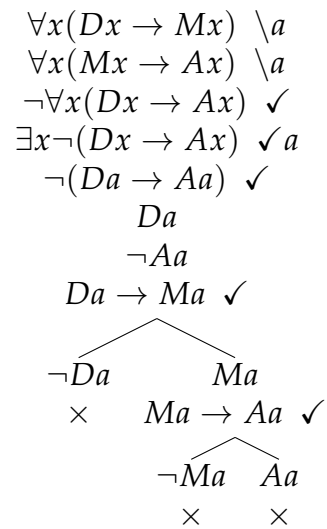 ∀x(Dx → Mx) \a
∀x(Mx → Ax) \a
¬∀x(Dx → Ax) ✓
∃x¬(Dx → Ax) ✓a
¬(Da → Aa) ✓
Da
¬Aa
Da → Ma ✓
¬Da Ma
× Ma → Aa ✓
¬Ma Aa
× ×